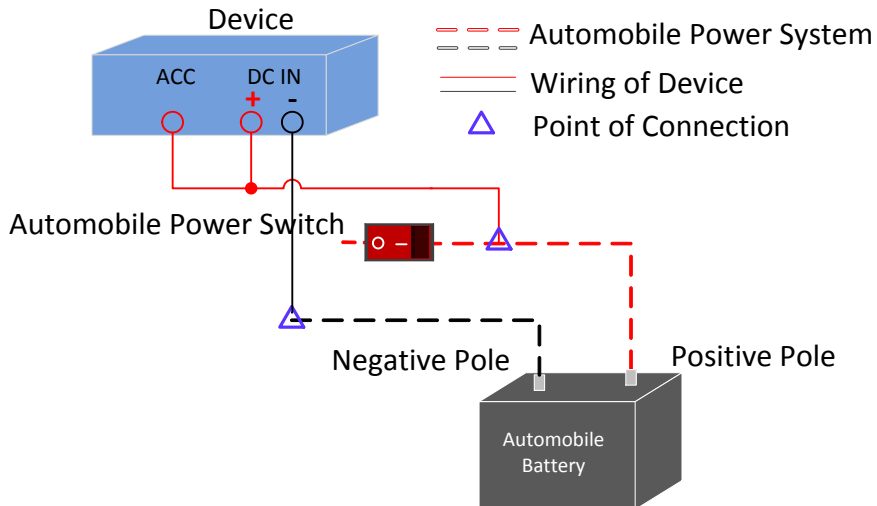 Device
ACC
DC IN
+
-
Automobile Power System
Wiring of Device
Point of Connection
Automobile Power Switch
Negative Pole
Positive Pole
Automobile
Battery